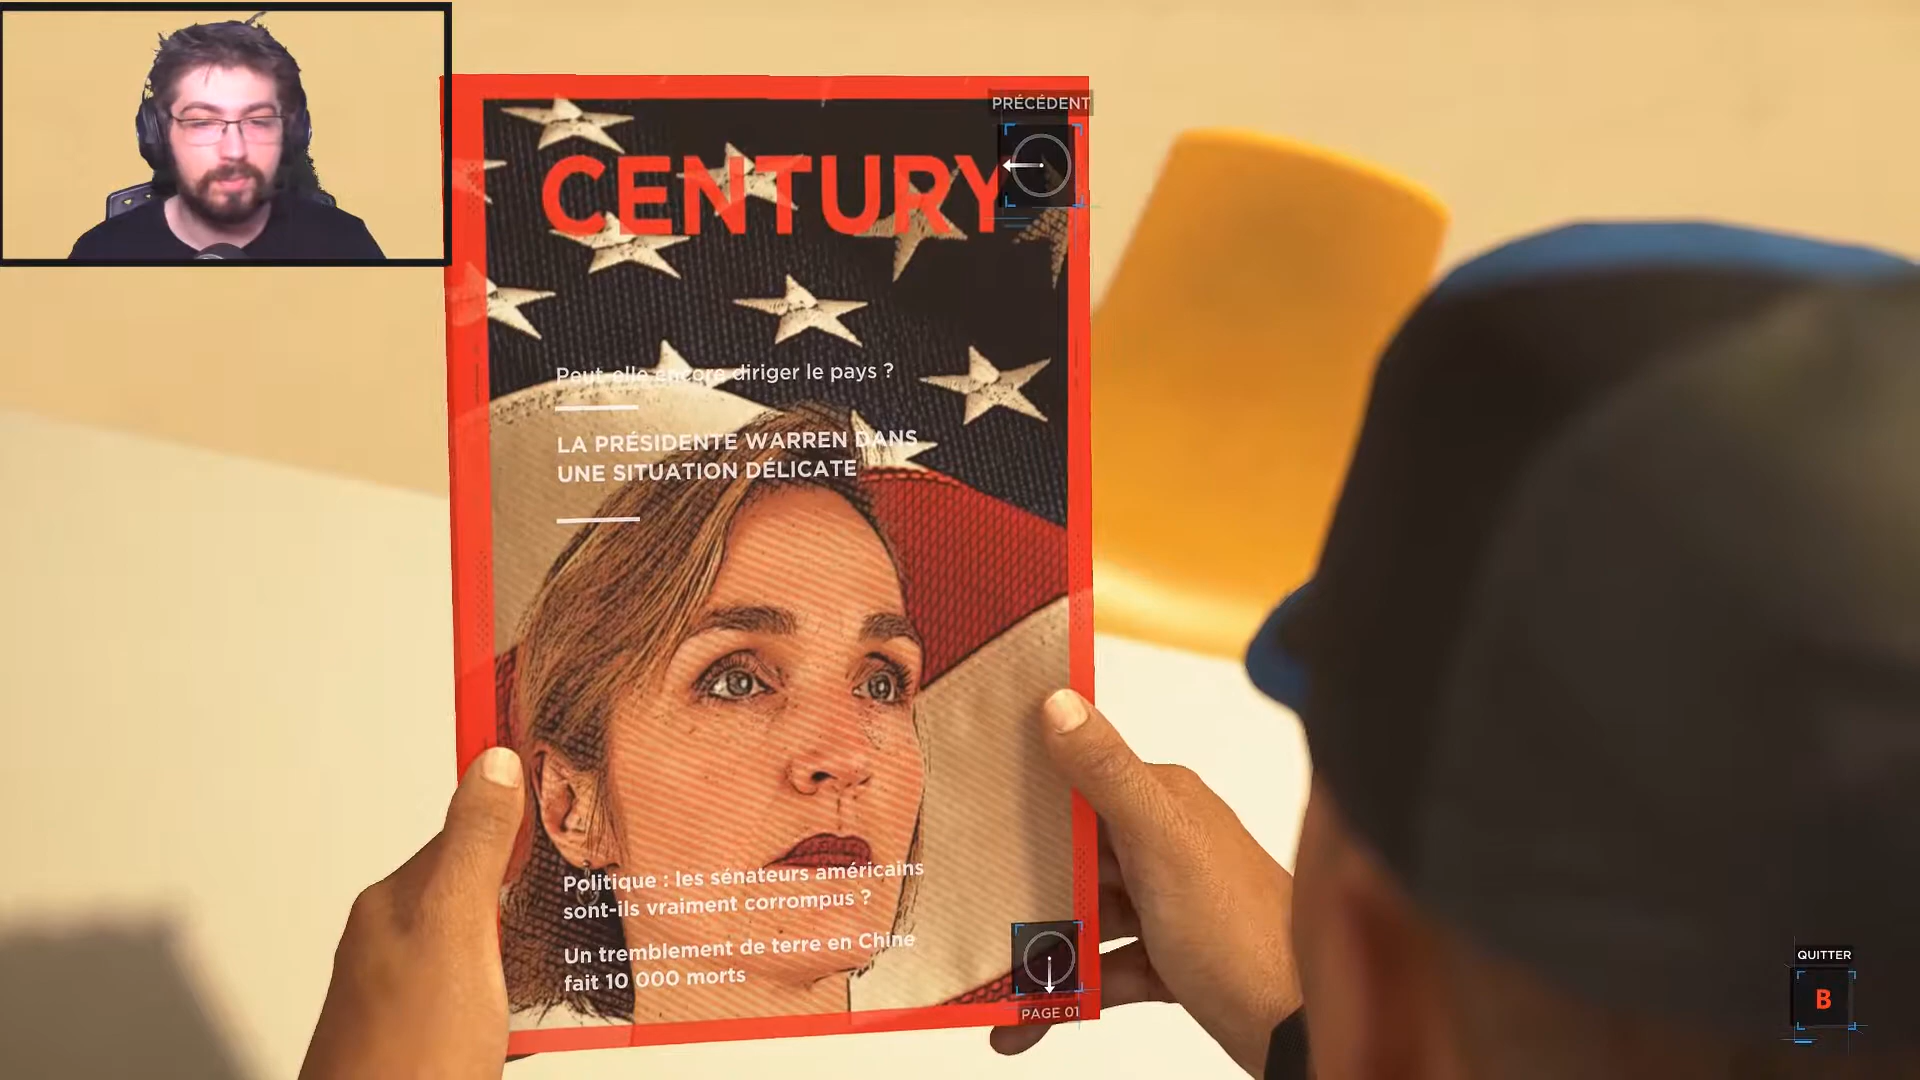 PRÉCÉDENT
CENTURY
Peut-elle encore diriger le pays ?
LA PRÉSIDENTE WARREN DANS
UNE SITUATION DÉLICATE
Politique : les sénateurs américains
sont-ils vraiment corrompus ?
Un tremblement de terre en Chine
fait 10 000 morts
PAGE 01
QUITTER
B